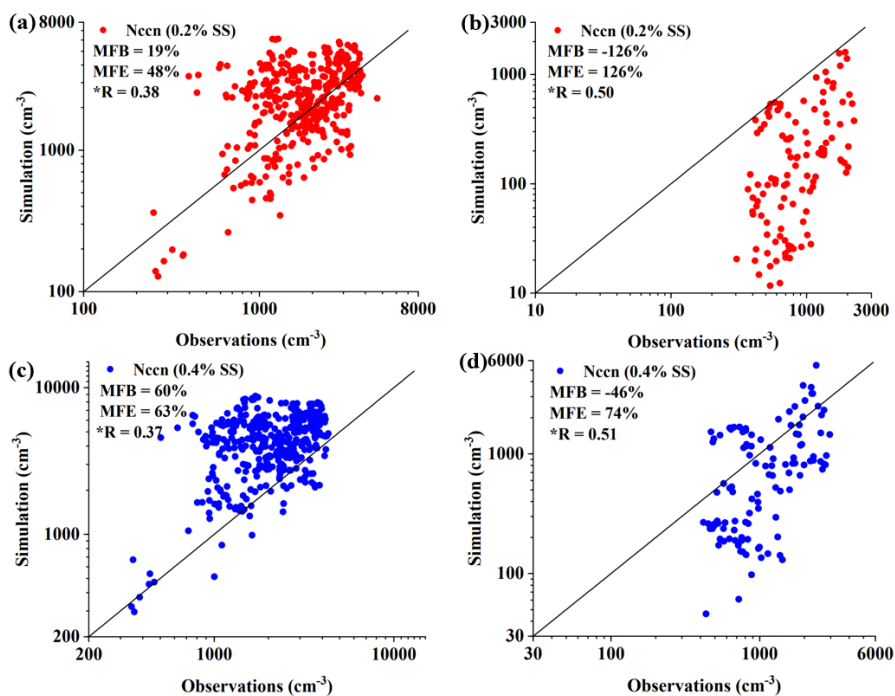 (a)
8000
Nccn (0.2% SS)
MFB = 19%
MFE = 48%
*R = 0.38
1000
100
Simulation (cm-3)
100
1000
8000
Observations (cm-3)
(b)
3000
Nccn (0.2% SS)
MFB = -126%
MFE = 126%
*R = 0.50
1000
100
10
Simulation (cm-3)
10
100
1000
3000
Observations (cm-3)
(c)
10000
Nccn (0.4% SS)
MFB = 60%
MFE = 63%
*R = 0.37
1000
200
Simulation (cm-3)
200
1000
10000
Observations (cm-3)
(d)
6000
Nccn (0.4% SS)
MFB = -46%
MFE = 74%
*R = 0.51
1000
100
30
Simulation (cm-3)
30
100
1000
6000
Observations (cm-3)